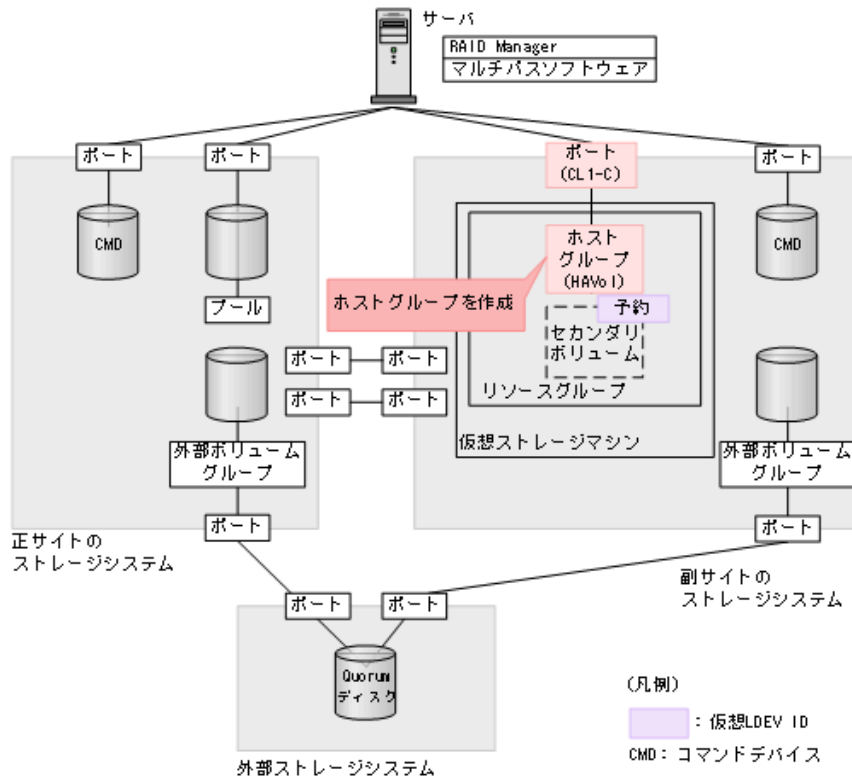 サーバ
RAID Manager
マルチパスソフトウェア
ポート
ポート
ポート
(CL1-C)
ポート
CMD
CMD
ホスト
グループ
(HAVol)
ホストグループを作成
プール
予約
セカンダリ
ボリューム
ポート
ポート
リソースグループ
ポート
ポート
仮想ストレージマシン
外部ボリューム
グループ
外部ボリューム
グループ
ポート
ポート
正サイトの
ストレージシステム
副サイトの
ストレージシステム
ポート
ポート
Quorum
ディスク
外部ストレージシステム
(凡例)
：仮想LDEV ID
CMD：コマンドデバイス